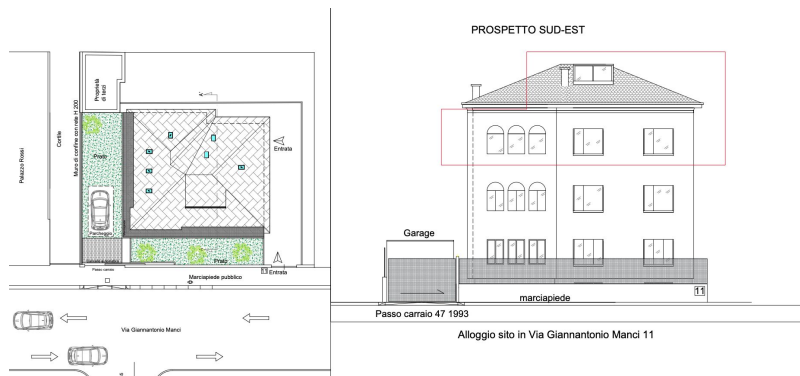 Proprietà
di terzi
A'
Muro di confine con rete H 200
Cortile
Palazzo Rossi
Prato
Entrata
Parcheggio
Prato
11 Entrata
Passo carraio
Marciapiede pubblico
Via Giannantonio Manci
PROSPETTO SUD-EST
Garage
11
marciapiede
Passo carraio 47 1993
Alloggio sito in Via Giannantonio Manci 11